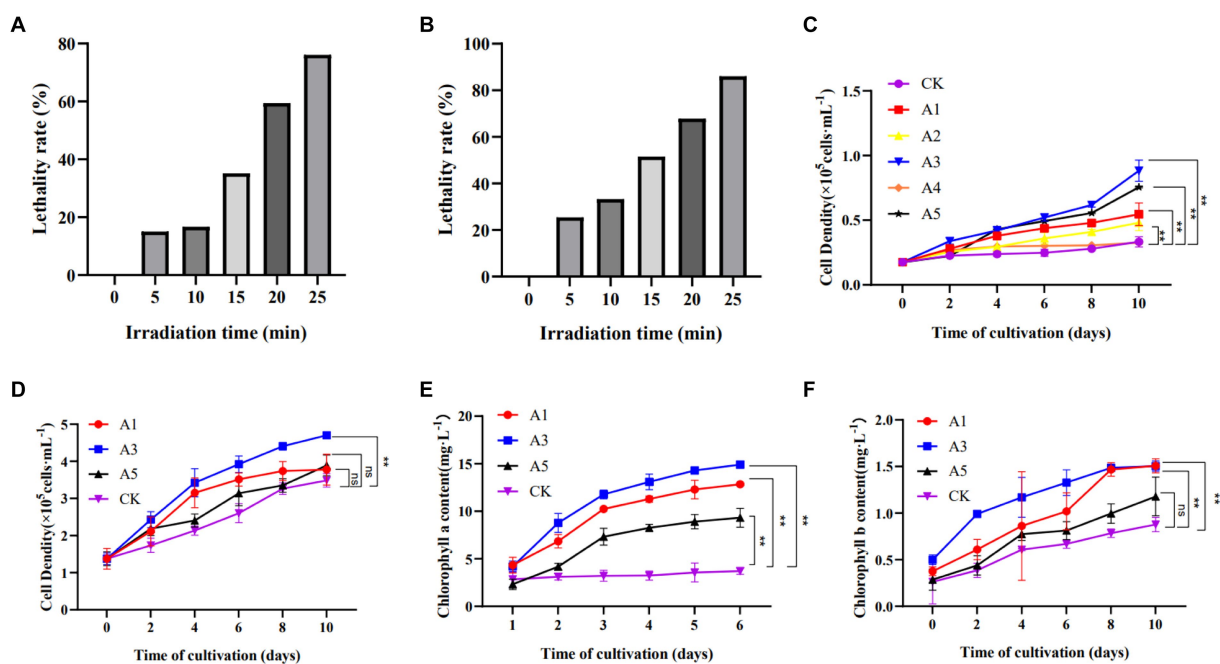 A
80
60
40
20
0
Lethality rate (%)
0 5 10 15 20 25
Irradiation time (min)
B
100
80
60
40
20
0
Lethality rate (%)
0 5 10 15 20 25
Irradiation time (min)
C
CK
A1
A2
A3
A4
A5
1.5
1.0
0.5
0.0
Cell Dendity(×10⁵cells·mL⁻¹)
0 2 4 6 8 10
Time of cultivation (days)
**
**
**
**
D
A1
A3
A5
CK
5
4
3
2
1
0
Cell Dendity(×10⁵cells·mL⁻¹)
0 2 4 6 8 10
Time of cultivation (days)
ns
ns
**
E
A1
A3
A5
CK
20
15
10
5
0
Chlorophyll a content(mg·L⁻¹)
1 2 3 4 5 6
Time of cultivation (days)
**
**
**
F
A1
A3
A5
CK
2.0
1.5
1.0
0.5
0.0
Chlorophyll b content(mg·L⁻¹)
0 2 4 6 8 10
Time of cultivation (days)
ns
**
**